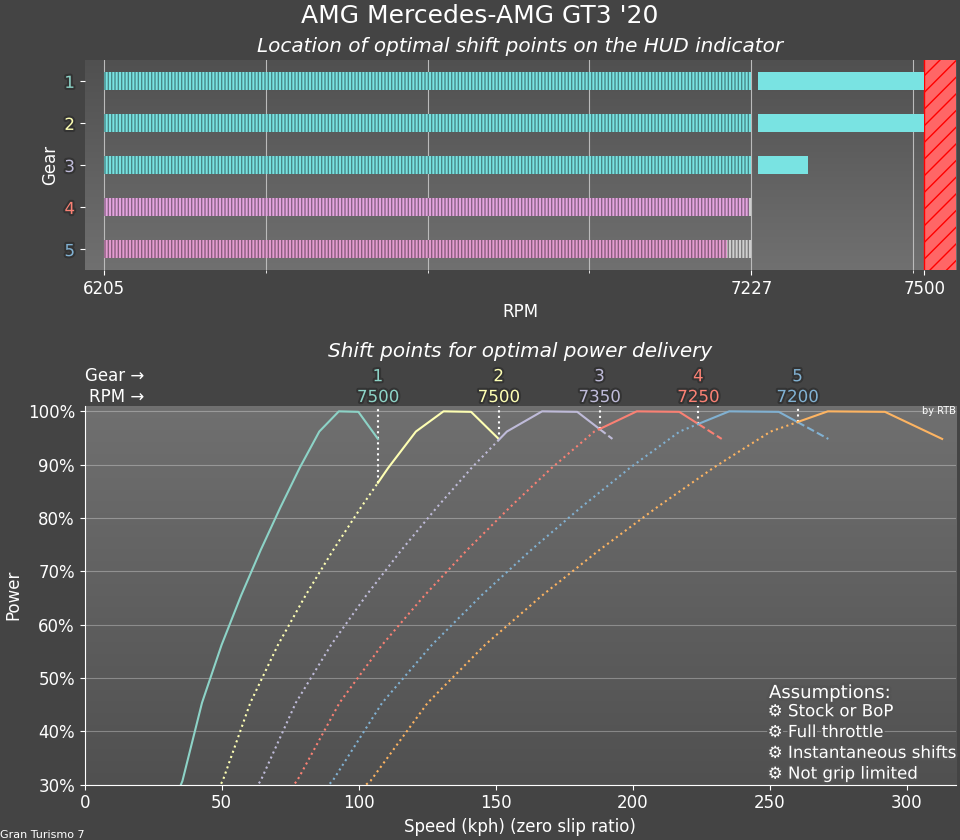 AMG Mercedes-AMG GT3 '20
Location of optimal shift points on the HUD indicator
Gear
1
2
3
4
5
6205 7227 7500
RPM
Shift points for optimal power delivery
Gear → 1 2 3 4 5
RPM → 7500 7500 7350 7250 7200
by RTB
Power
100%
90%
80%
70%
60%
50%
40%
30%
Assumptions:
⚙ Stock or BoP
⚙ Full throttle
⚙ Instantaneous shifts
⚙ Not grip limited
0 50 100 150 200 250 300
Speed (kph) (zero slip ratio)
Gran Turismo 7